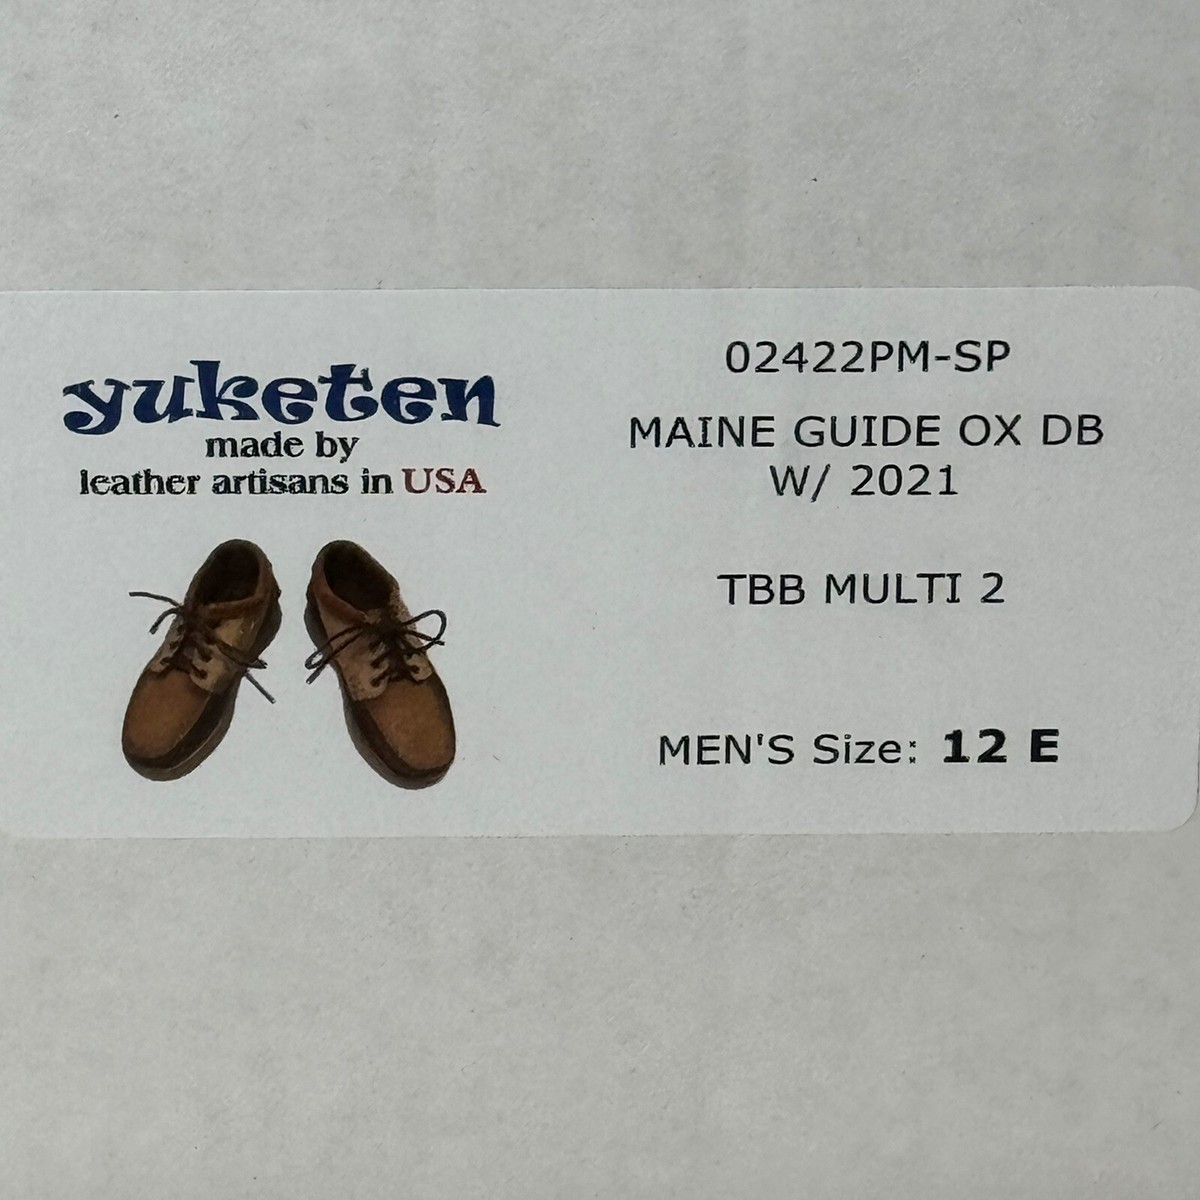 yuketen
made by
leather artisans in USA
02422PM-SP
MAINE GUIDE OX DB
W/ 2021
TBB MULTI 2
MEN'S Size: 12 E